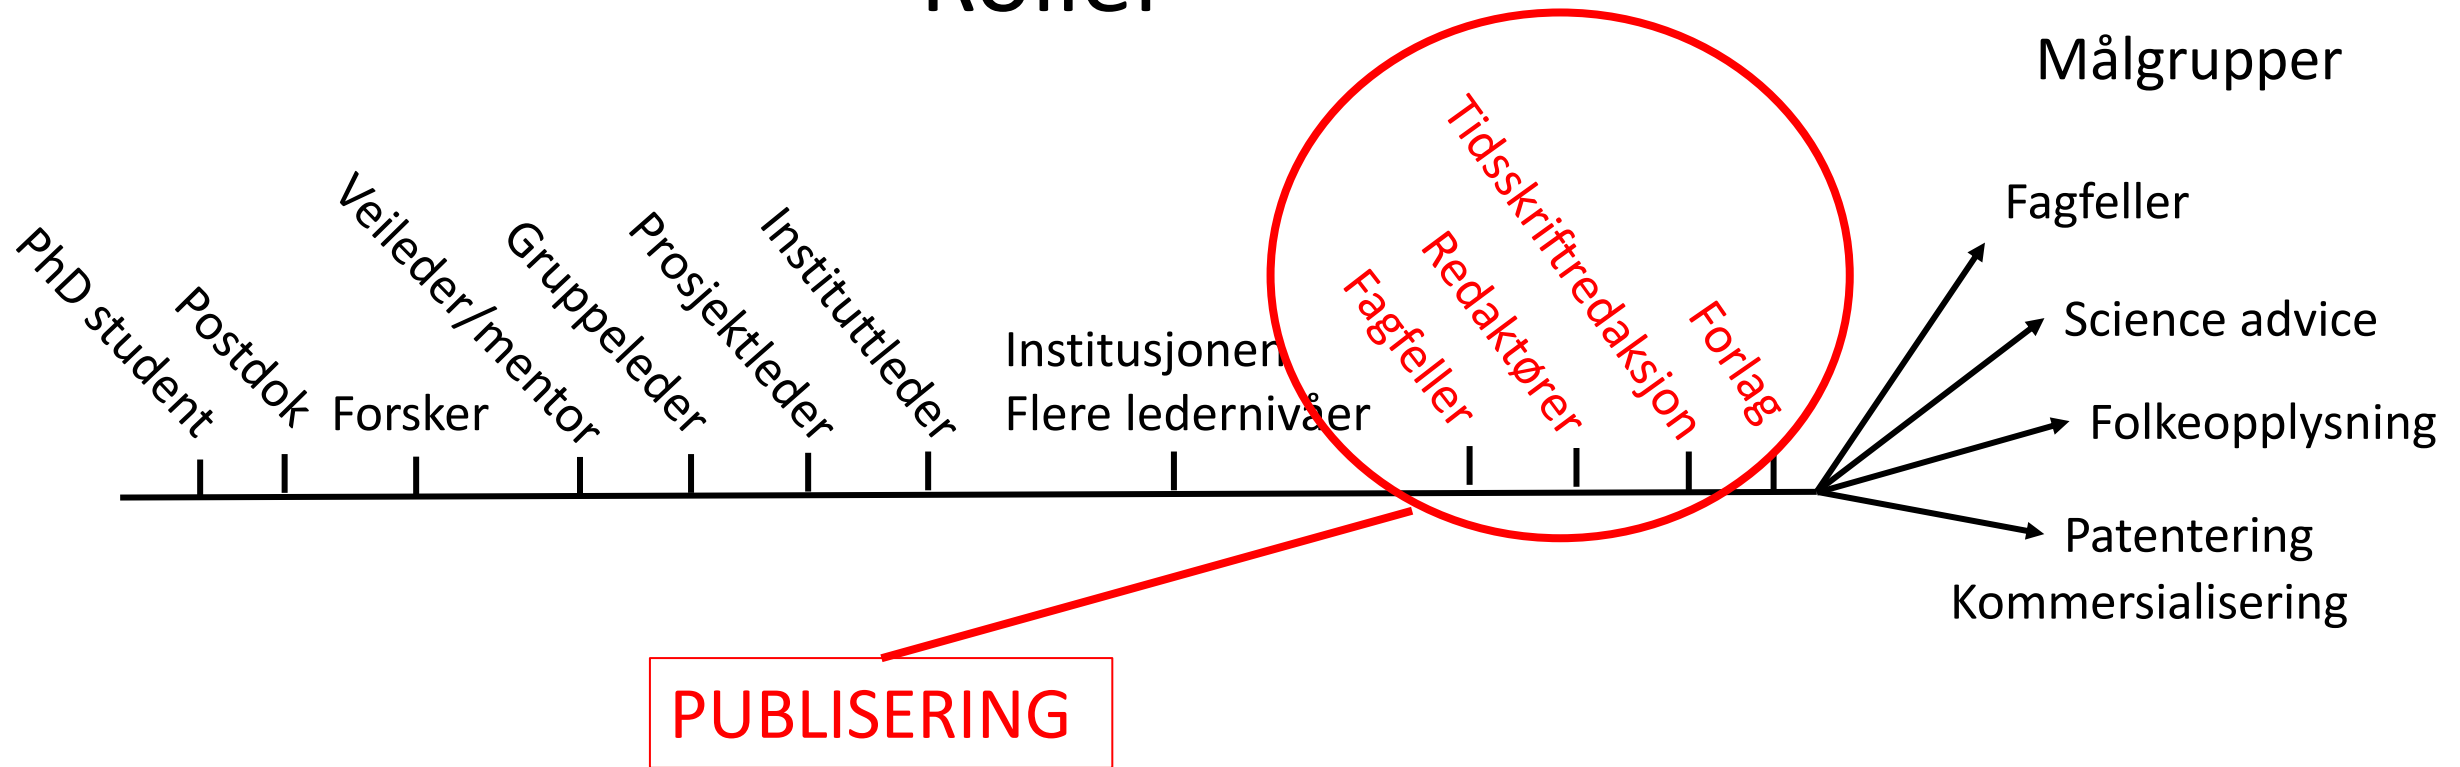 Roller
Målgrupper
PhD student
Postdok
Forsker
Veileder/mentor
Gruppeleder
Prosjektleder
Instituttleder
Institusjonen
Flere ledernivåer
Fagfeller
Redaktører
Tidsskriftredaksjon
Forlag
Fagfeller
Science advice
Folkeopplysning
Patentering
Kommersialisering
PUBLISERING